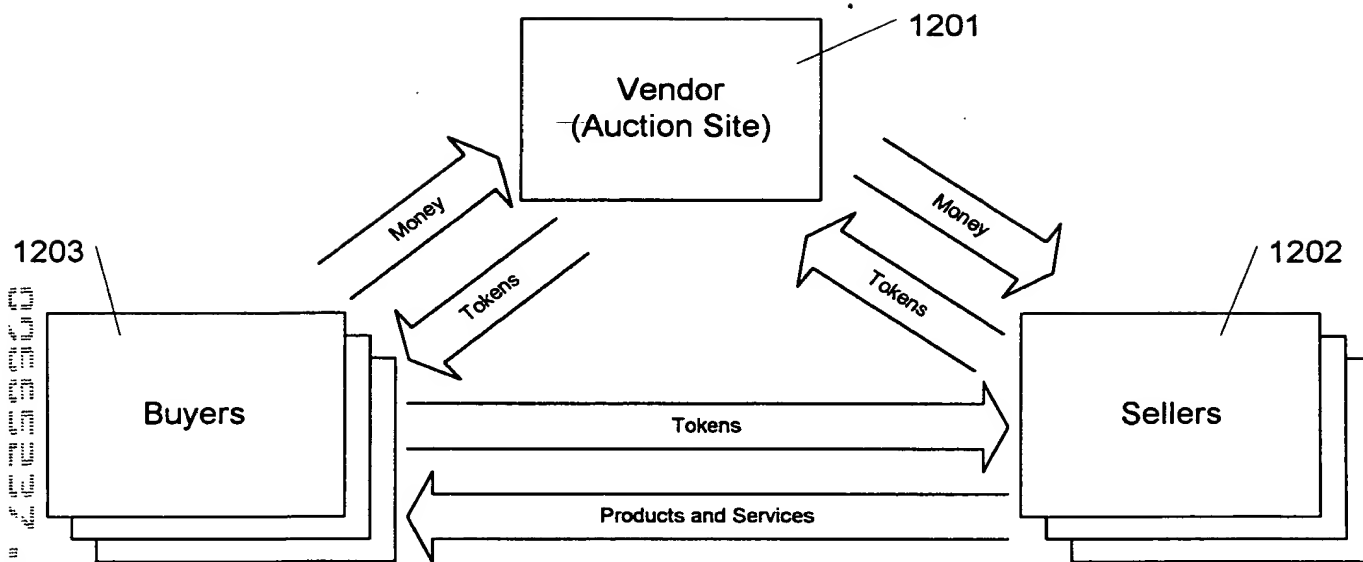 1201
Vendor
(Auction Site)
Money
Money
1203
1202
Tokens
Tokens
Buyers
Tokens
Sellers
Products and Services